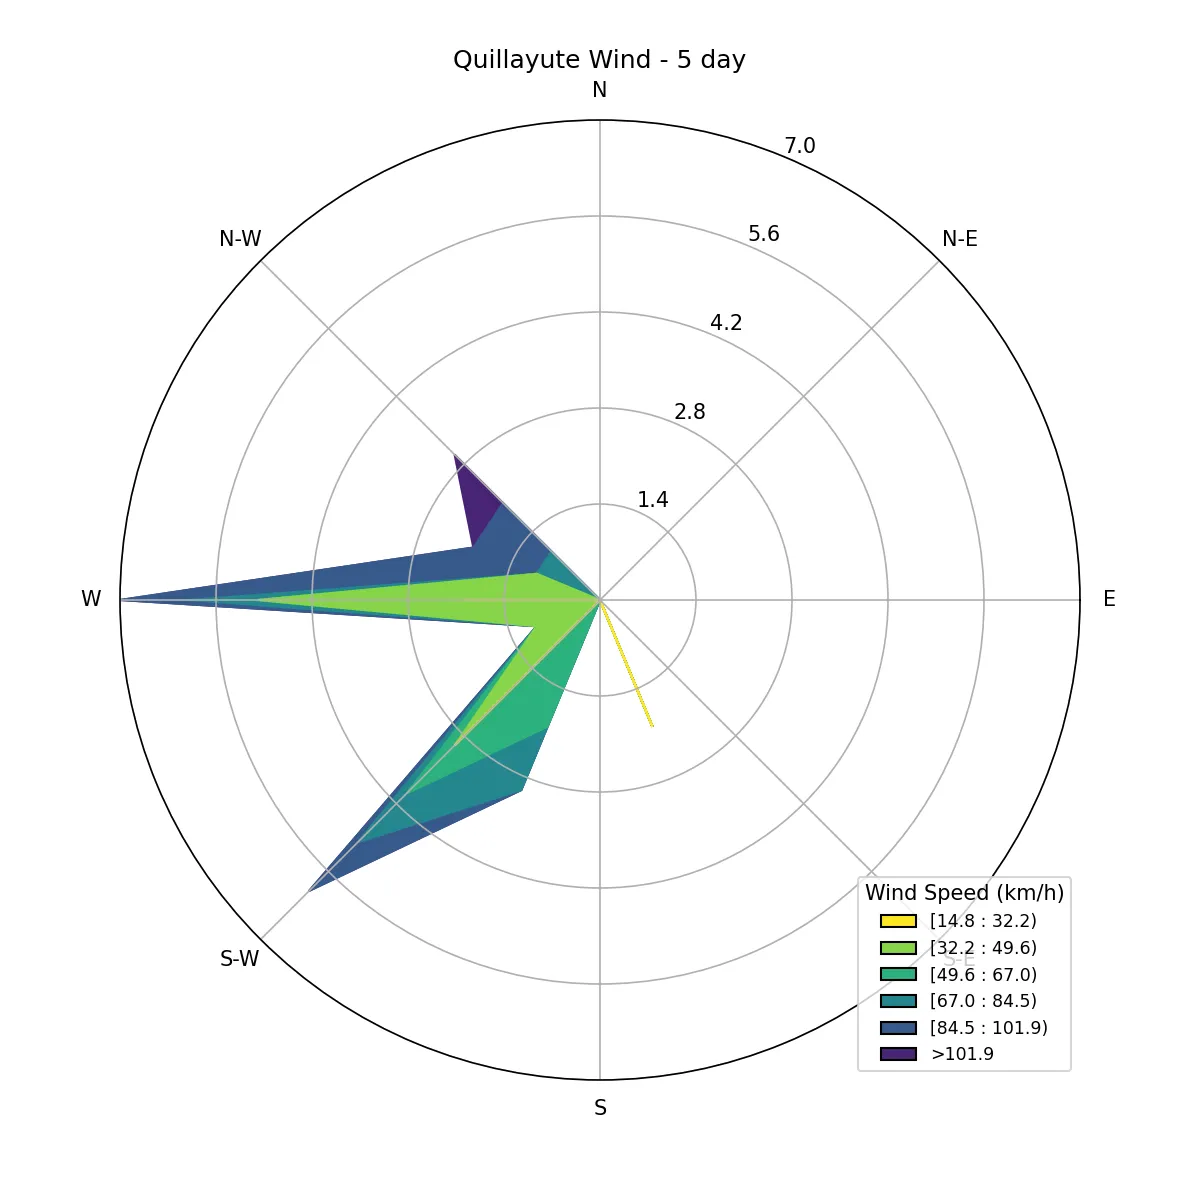 Quillayute Wind - 5 day
N
7.0
5.6
N-W
N-E
4.2
2.8
1.4
W
E
Wind Speed (km/h)
[14.8 : 32.2)
[32.2 : 49.6)
S-W
S-E
[49.6 : 67.0)
[67.0 : 84.5)
[84.5 : 101.9)
>101.9
S